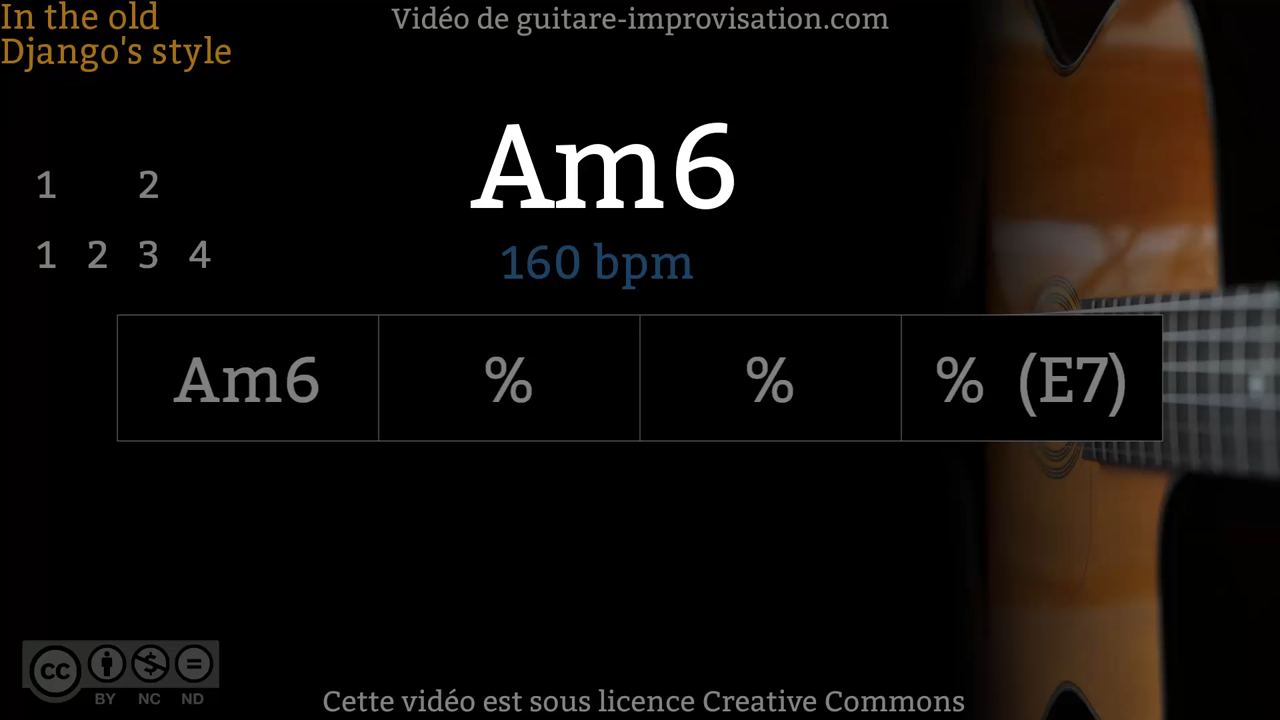 In the old
Django's style
Vidéo de guitare-improvisation.com
Am6
1 2
1 2 3 4
160 bpm
Am6 % % % (E7)
cc
BY NC ND
Cette vidéo est sous licence Creative Commons